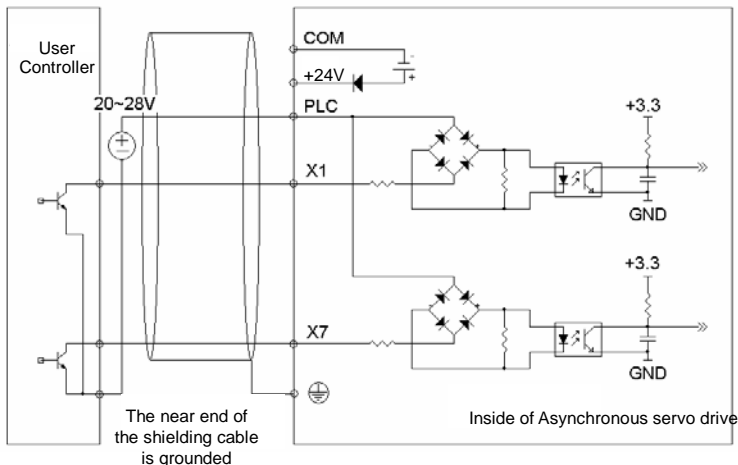 User
Controller
20~28V
COM
-
+
+24V
PLC
X1
+3.3
GND
X7
+3.3
GND
The near end of
the shielding cable
is grounded
Inside of Asynchronous servo drive